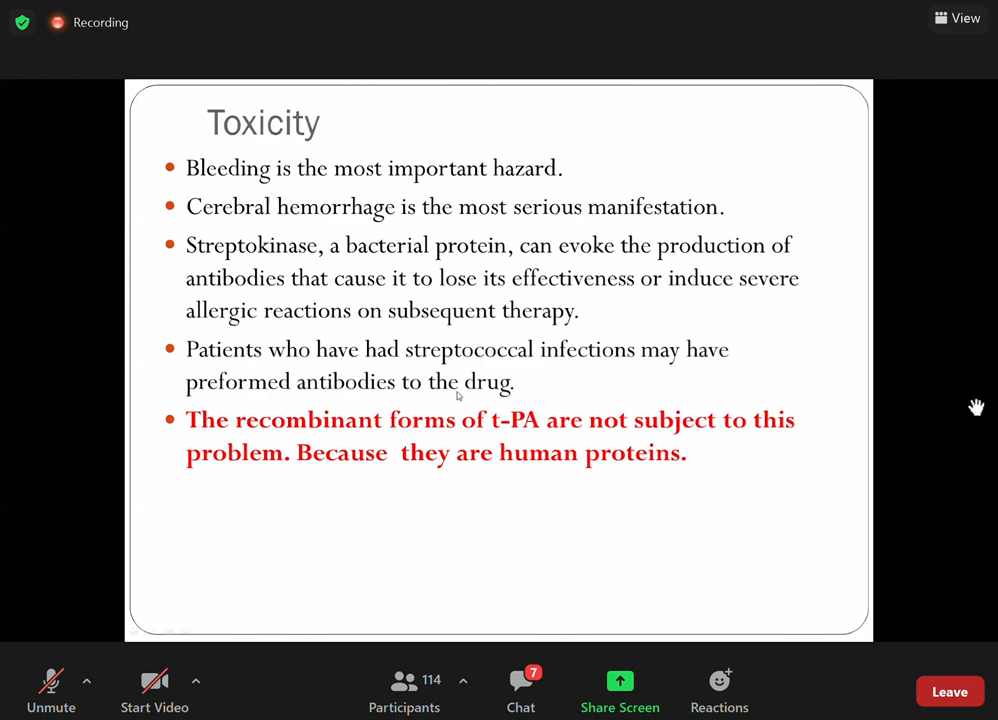 Recording
View
Toxicity
Bleeding is the most important hazard.
Cerebral hemorrhage is the most serious manifestation.
Streptokinase, a bacterial protein, can evoke the production of
antibodies that cause it to lose its effectiveness or induce severe
allergic reactions on subsequent therapy.
Patients who have had streptococcal infections may have
preformed antibodies to the drug.
The recombinant forms of t-PA are not subject to this
problem. Because they are human proteins.
114
7
Unmute
Start Video
Participants
Chat
Share Screen
Reactions
Leave